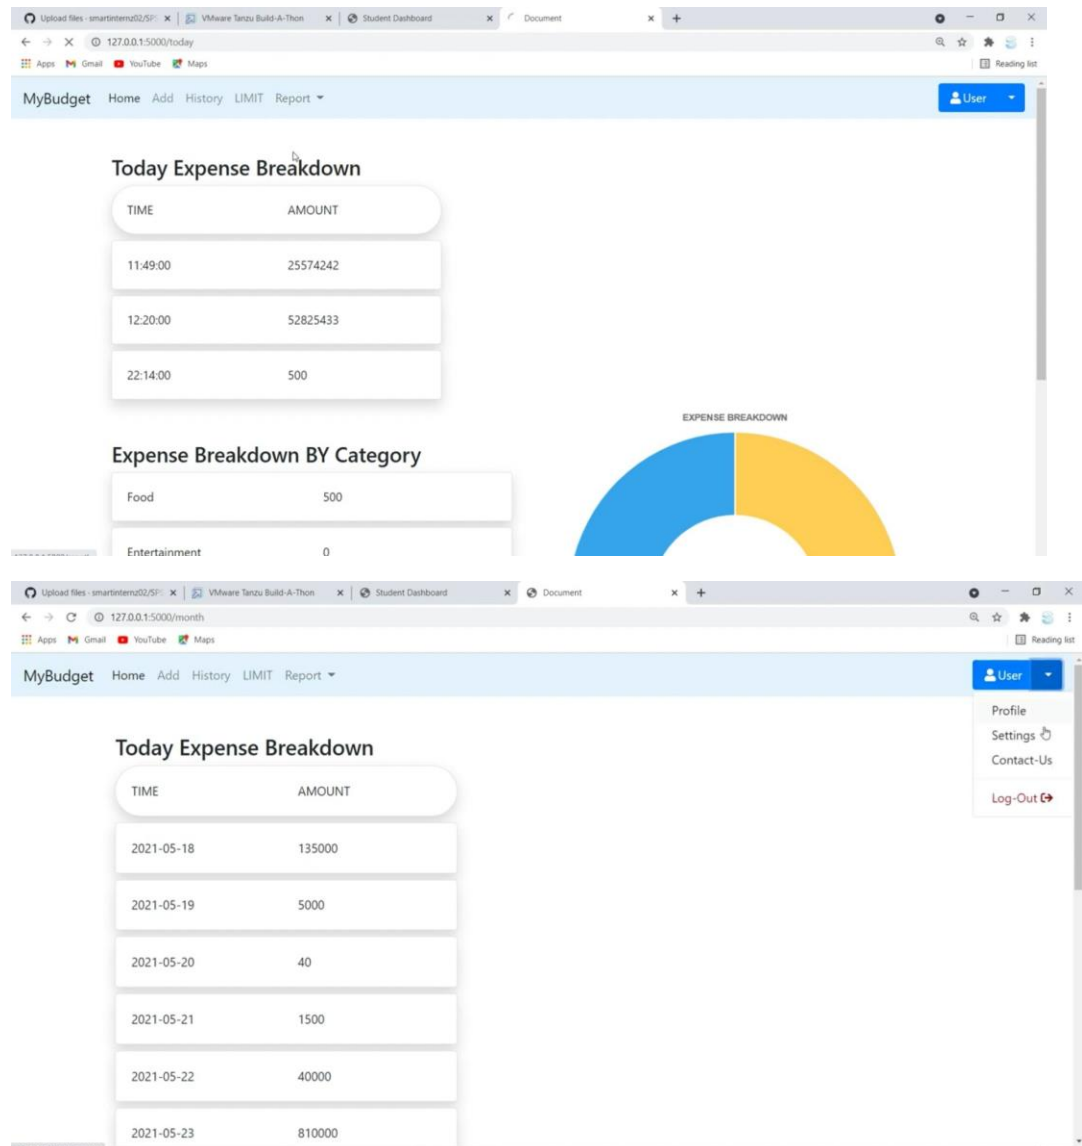 Upload files - smartinternz02/SPS
VMware Tanzu Build-A-Thon
Student Dashboard
Document
127.0.0.1:5000/today
Apps Gmail YouTube Maps Reading list
MyBudget Home Add History LIMIT Report User
Today Expense Breakdown
TIME AMOUNT
11:49:00 25574242
12:20:00 52825433
22:14:00 500
EXPENSE BREAKDOWN
Expense Breakdown BY Category
Food 500
Entertainment 0
Upload files - smartinternz02/SPS
VMware Tanzu Build-A-Thon
Student Dashboard
Document
127.0.0.1:5000/month
Apps Gmail YouTube Maps Reading list
MyBudget Home Add History LIMIT Report User
Profile
Settings
Contact-Us
Log-Out
Today Expense Breakdown
TIME AMOUNT
2021-05-18 135000
2021-05-19 5000
2021-05-20 40
2021-05-21 1500
2021-05-22 40000
2021-05-23 810000